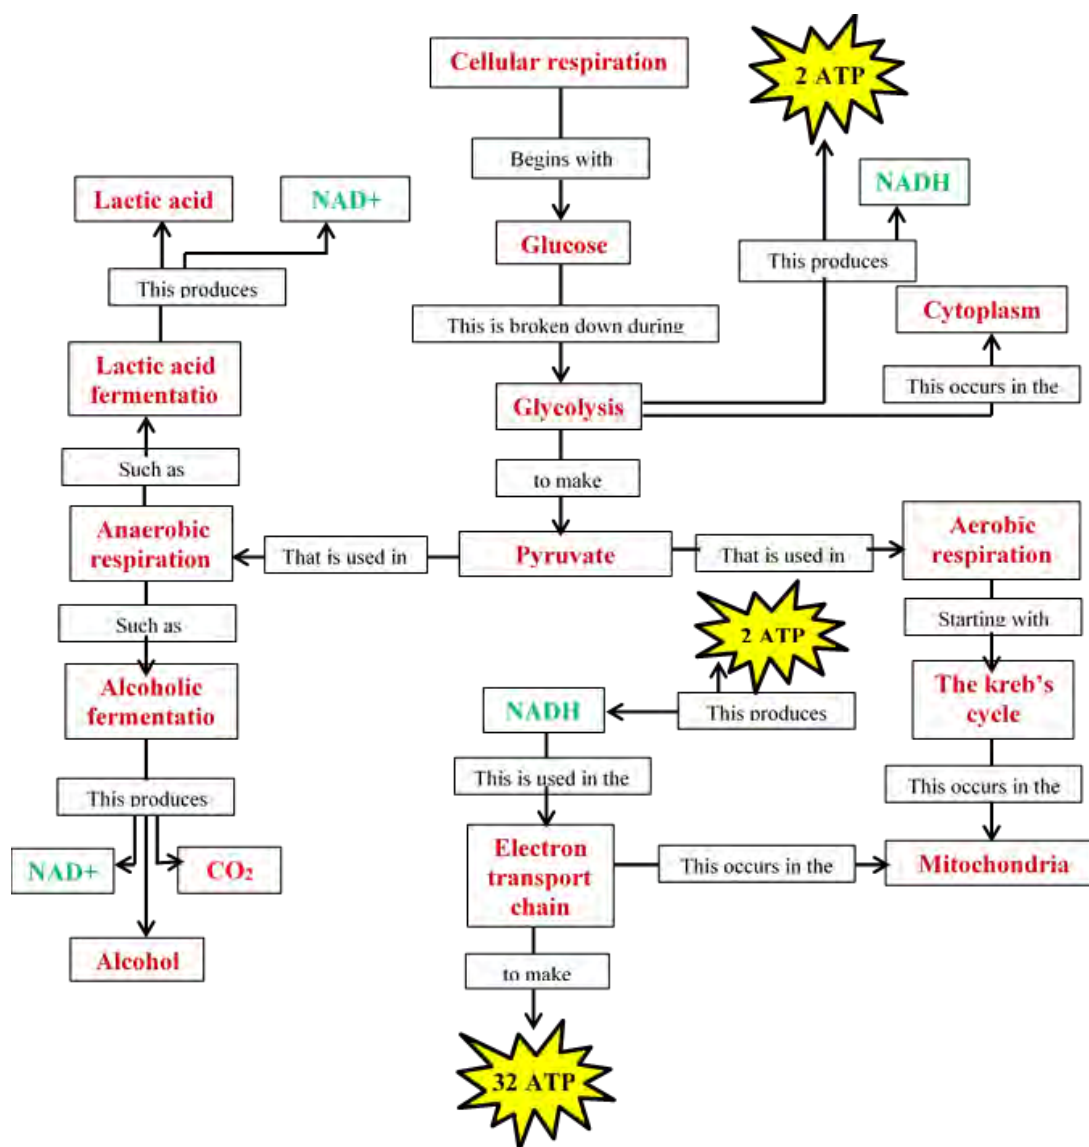 Cellular respiration
2 ATP
Begins with
NADH
Lactic acid
NAD+
Glucose
This produces
This produces
Cytoplasm
This is broken down during
Lactic acid
fermentatio
Glycolysis
This occurs in the
Such as
to make
Anaerobic
respiration
That is used in
Pyruvate
That is used in
Aerobic
respiration
Such as
2 ATP
Starting with
Alcoholic
fermentatio
NADH
This produces
The kreb's
cycle
This produces
This is used in the
This occurs in the
NAD+
CO₂
Electron
transport
chain
This occurs in the
Mitochondria
Alcohol
to make
32 ATP